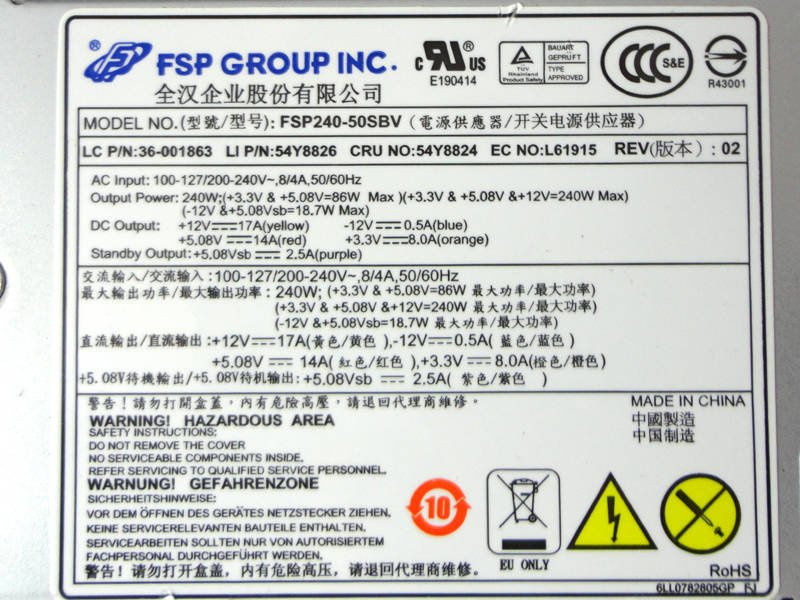 FSP GROUP INC.
全汉企业股份有限公司
c RU US
E190414
TÜV Rheinland Product Safety
BAUART GEPRÜFT
TYPE APPROVED
CCC S&E
R43001
MODEL NO.(型號/型号): FSP240-50SBV (電源供應器/开关电源供应器)
LC P/N:36-001863 LI P/N:54Y8826 CRU NO:54Y8824 EC NO:L61915 REV(版本): 02
AC Input: 100-127/200-240V~,8/4A,50/60Hz
Output Power: 240W;(+3.3V & +5.08V=86W Max )(+3.3V & +5.08V &+12V=240W Max)
(-12V &+5.08Vsb=18.7W Max)
DC Output: +12V⎓17A(yellow) -12V⎓0.5A(blue)
+5.08V ⎓14A(red) +3.3V⎓8.0A(orange)
Standby Output:+5.08Vsb ⎓ 2.5A(purple)
交流輸入/交流输入:100-127/200-240V~,8/4A,50/60Hz
最大輸出功率/最大输出功率: 240W; (+3.3V & +5.08V=86W 最大功率/最大功率)
(+3.3V & +5.08V &+12V=240W 最大功率/最大功率)
(-12V &+5.08Vsb=18.7W 最大功率/最大功率)
直流輸出/直流输出:+12V⎓17A(黃色/黄色),-12V⎓0.5A( 藍色/蓝色)
+5.08V ⎓ 14A( 紅色/红色),+3.3V⎓ 8.0A(橙色/橙色)
+5.08V待機輸出/+5.08V待机输出:+5.08Vsb ⎓ 2.5A( 紫色/紫色 )
警告！請勿打開盒蓋，內有危險高壓，請退回代理商維修。
MADE IN CHINA
中國製造
中国制造
WARNING! HAZARDOUS AREA
SAFETY INSTRUCTIONS:
DO NOT REMOVE THE COVER
NO SERVICEABLE COMPONENTS INSIDE.
REFER SERVICING TO QUALIFIED SERVICE PERSONNEL.
WARNUNG! GEFAHRENZONE
SICHERHEITSHINWEISE:
VOR DEM ÖFFNEN DES GERÄTES NETZSTECKER ZIEHEN.
KEINE SERVICERELEVANTEN BAUTEILE ENTHALTEN.
SERVICEARBEITEN SOLLTEN NUR VON AUTORISIERTEM
FACHPERSONAL DURCHGEFÜHRT WERDEN.
警告！请勿打开盒盖，内有危险高压，请退回代理商维修。
10
EU ONLY
RoHS
6LL0782805GP FJ